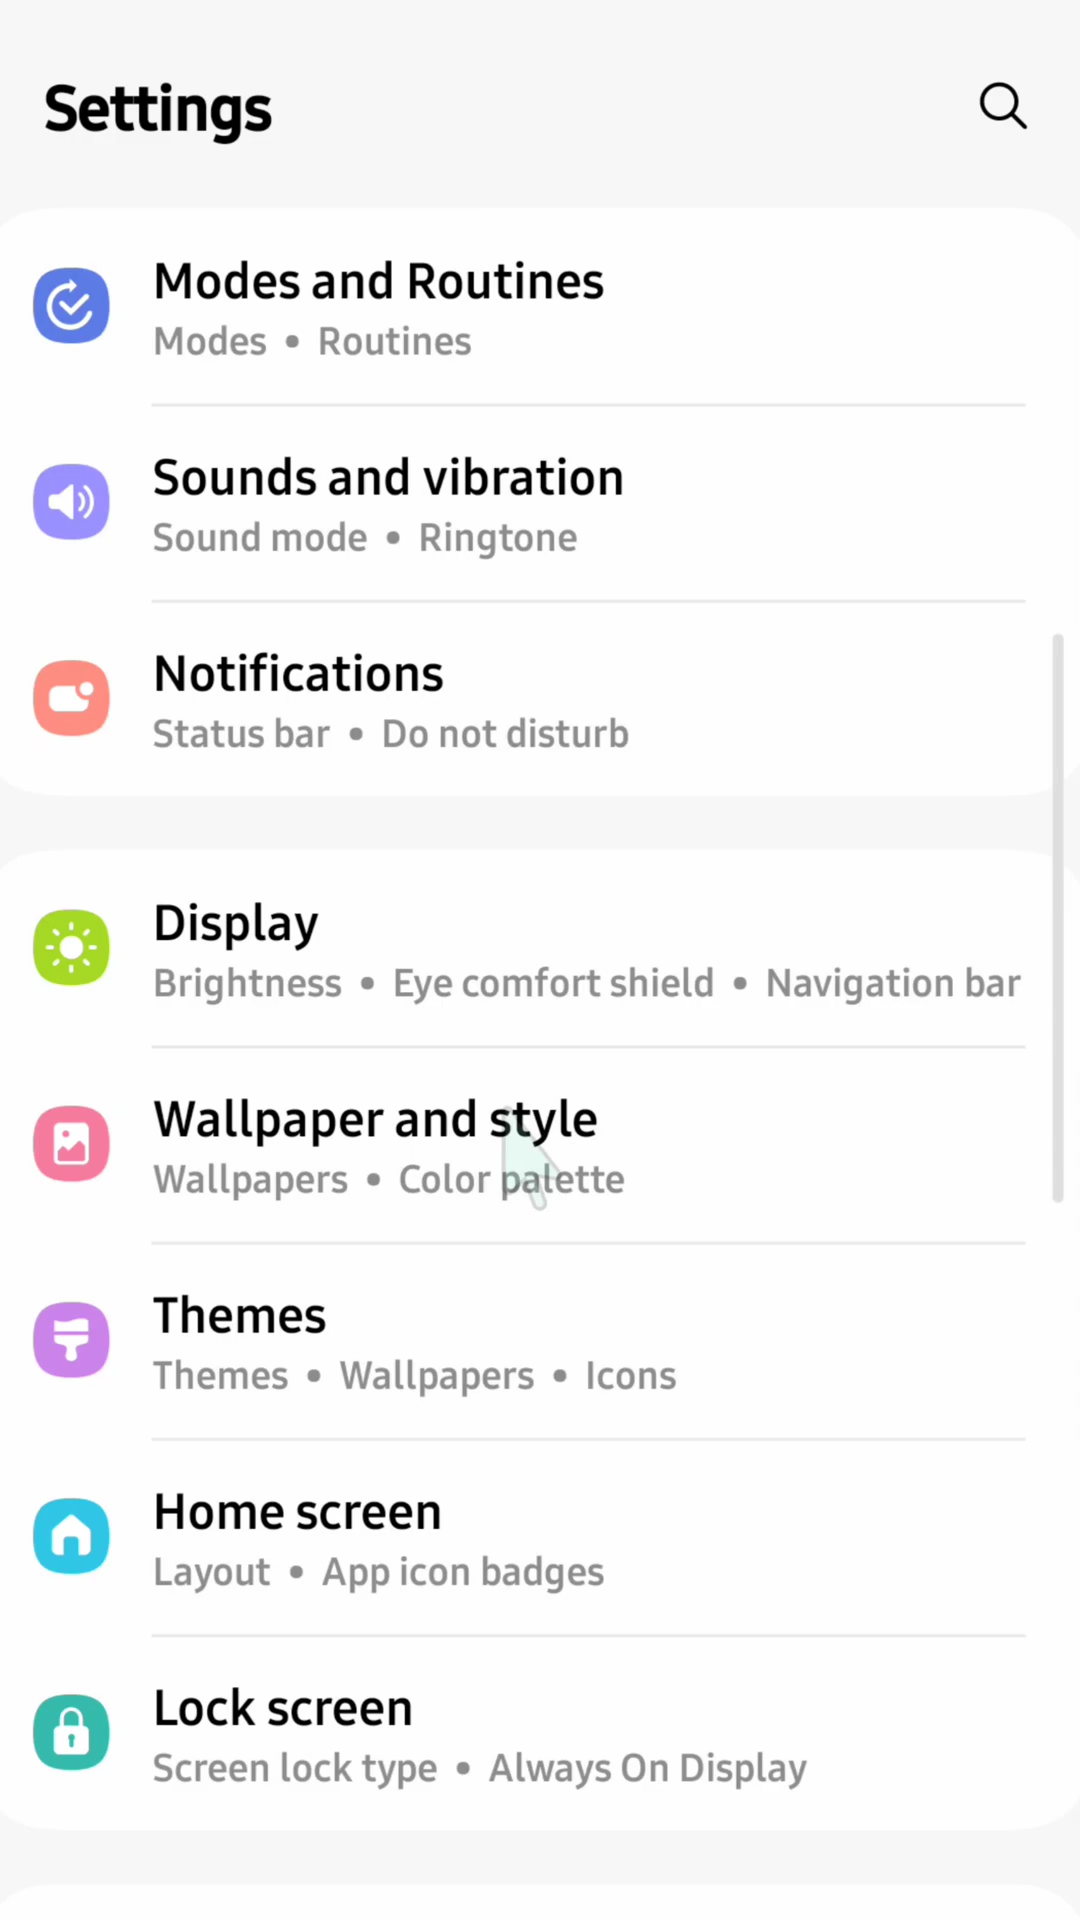 Settings
Modes and Routines
Modes • Routines
Sounds and vibration
Sound mode • Ringtone
Notifications
Status bar • Do not disturb
Display
Brightness • Eye comfort shield • Navigation bar
Wallpaper and style
Wallpapers • Color palette
Themes
Themes • Wallpapers • Icons
Home screen
Layout • App icon badges
Lock screen
Screen lock type • Always On Display